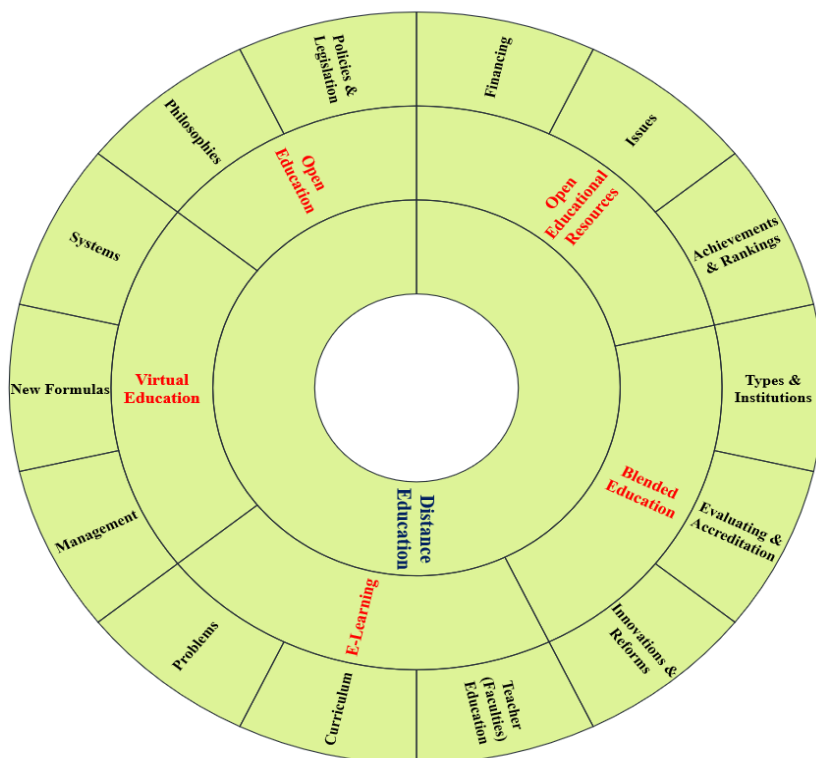 Policies &
Legislation
Financing
Issues
Achievements
& Rankings
Types &
Institutions
Evaluating &
Accreditation
Innovations &
Reforms
Teacher
(Faculties)
Education
Curriculum
Problems
Management
New Formulas
Systems
Philosophies
Open
Education
Open
Educational
Resources
Blended
Education
E-Learning
Virtual
Education
Distance
Education